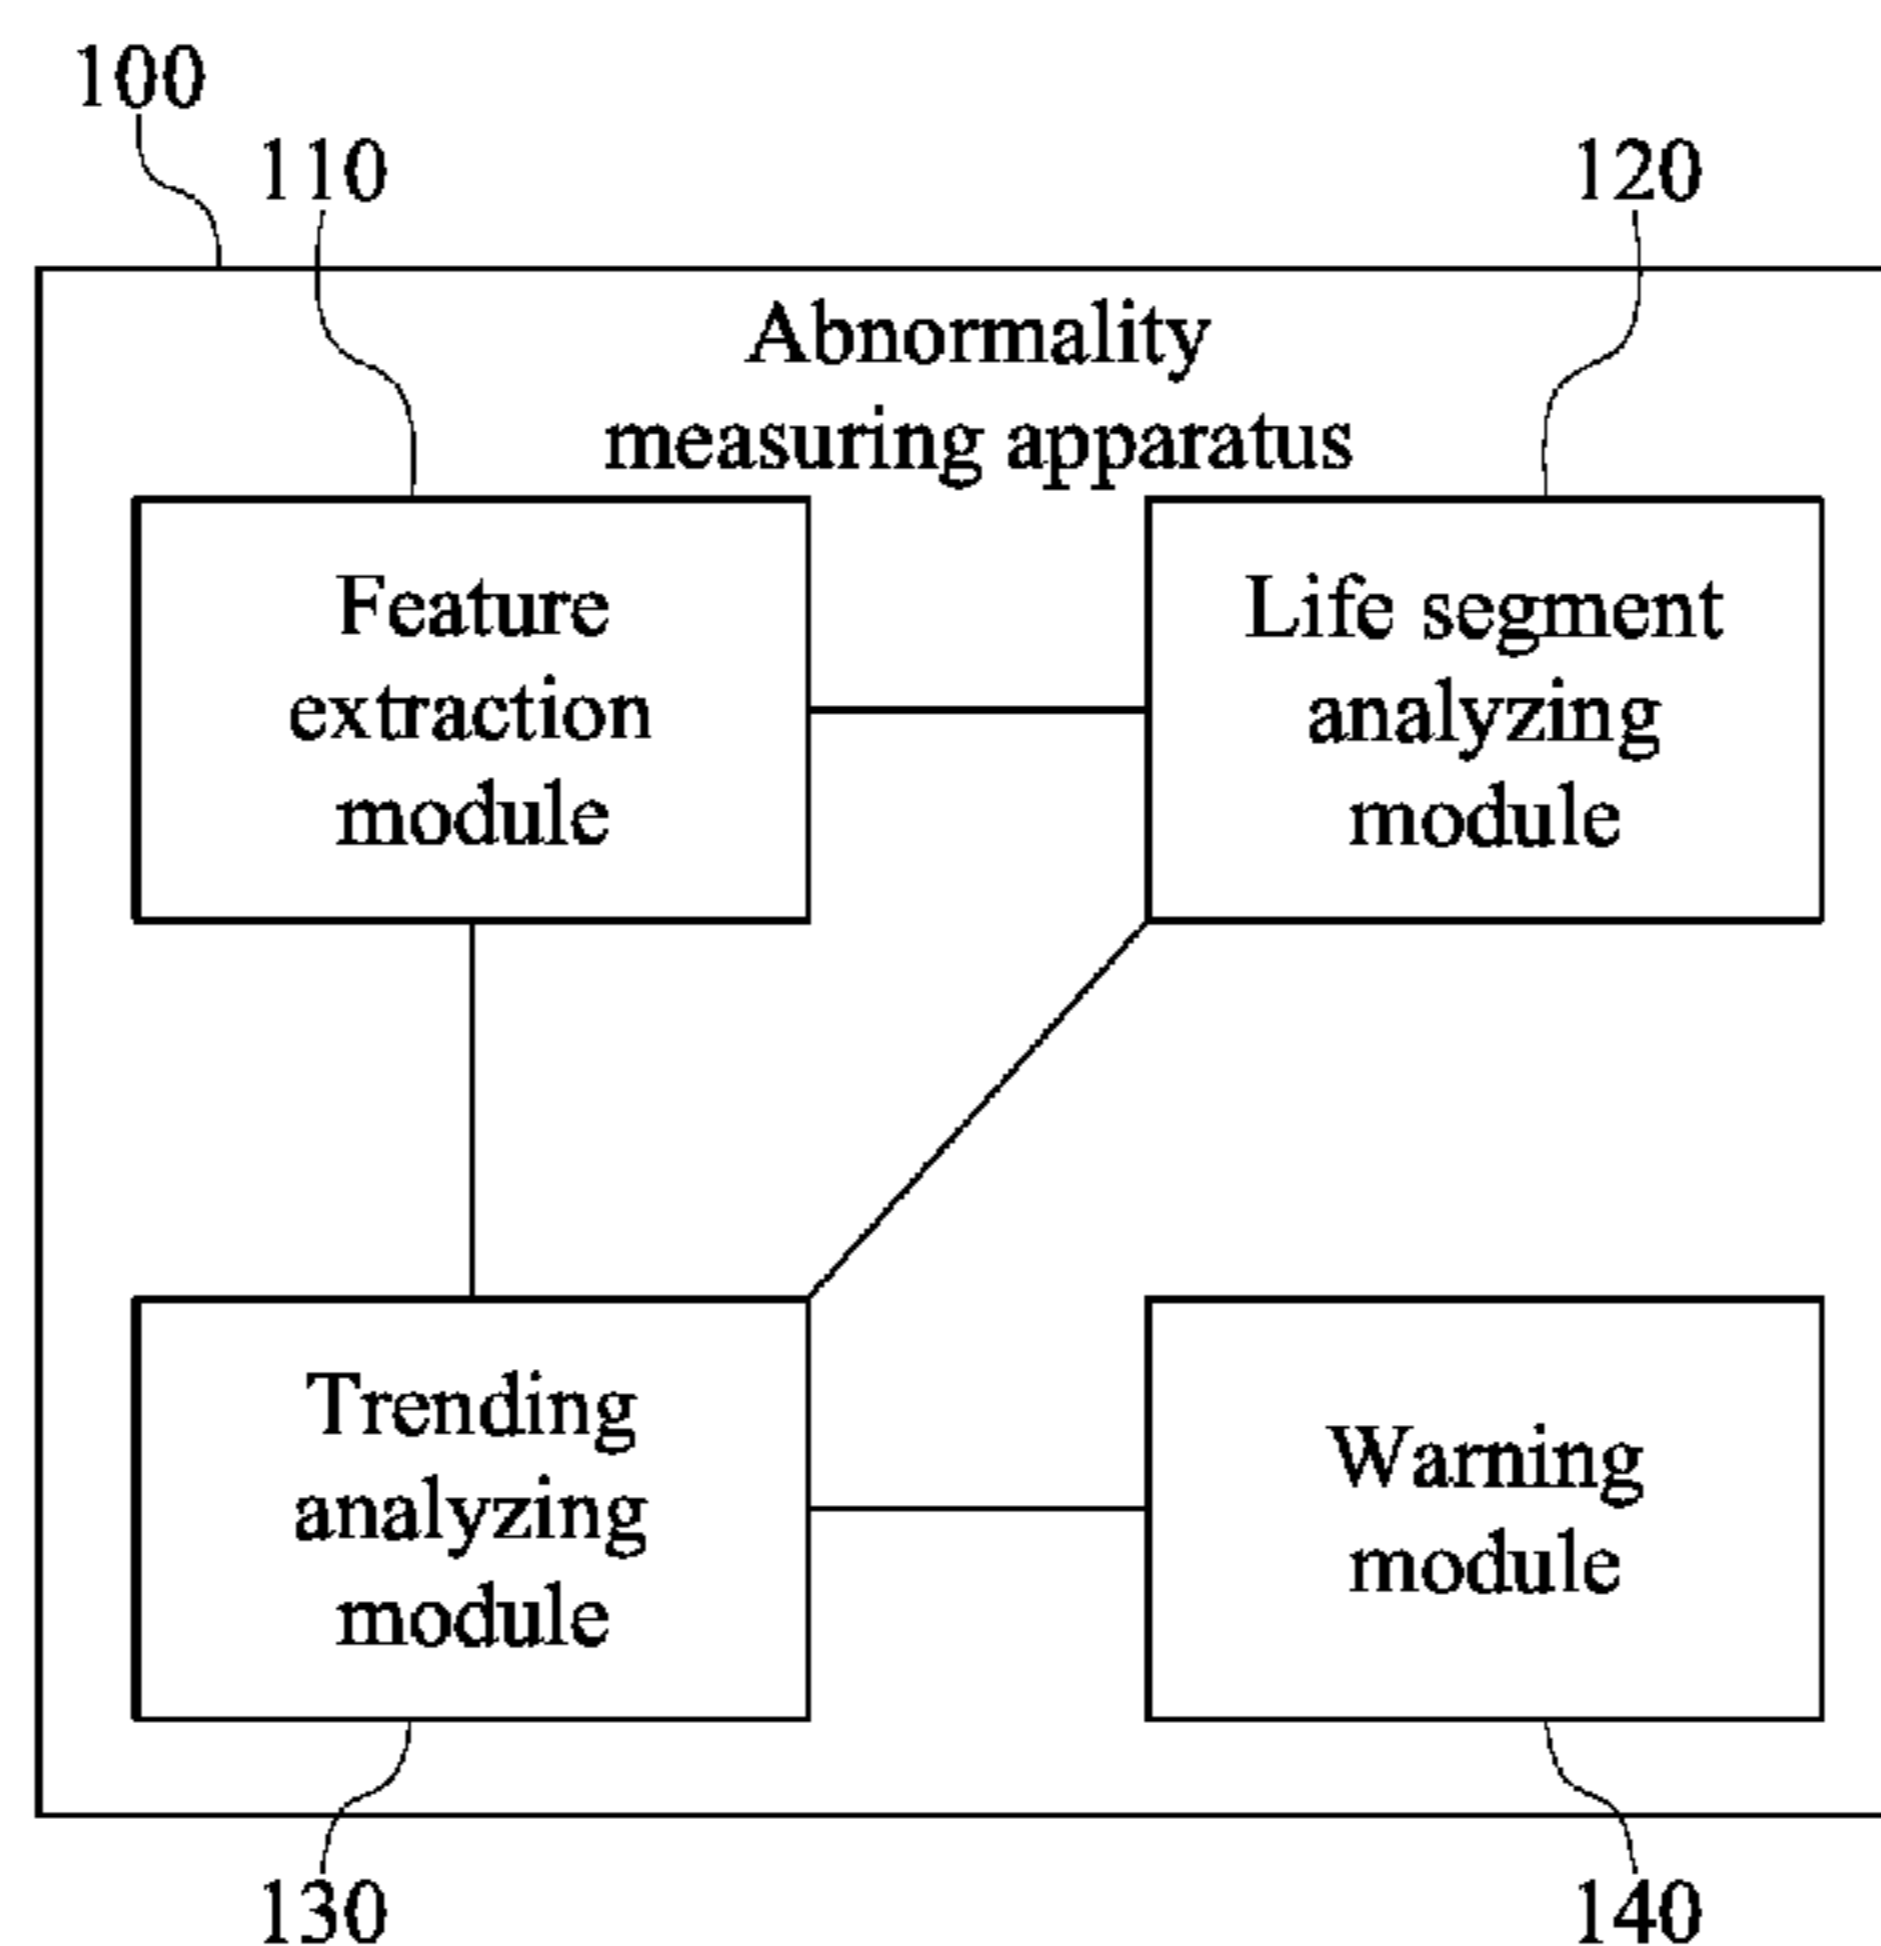 100
110
120
Abnormality
measuring apparatus
Feature
extraction
module
Life segment
analyzing
module
Trending
analyzing
module
Warning
module
130
140